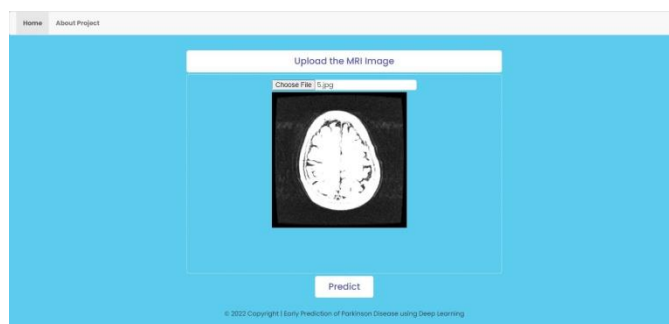 Home About Project
Upload the MRI Image
Choose File 5.jpg
Predict
© 2022 Copyright | Early Prediction of Parkinson Disease using Deep Learning